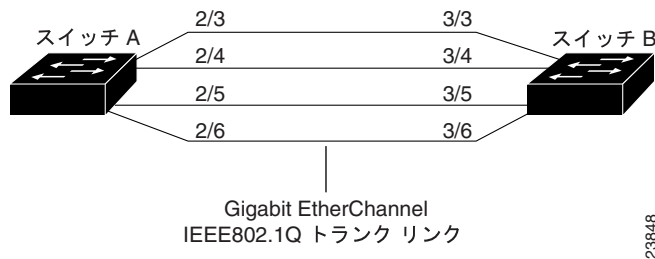 2/3 3/3
スイッチ A スイッチ B
2/4 3/4
2/5 3/5
2/6 3/6
Gigabit EtherChannel
IEEE802.1Q トランク リンク
23848